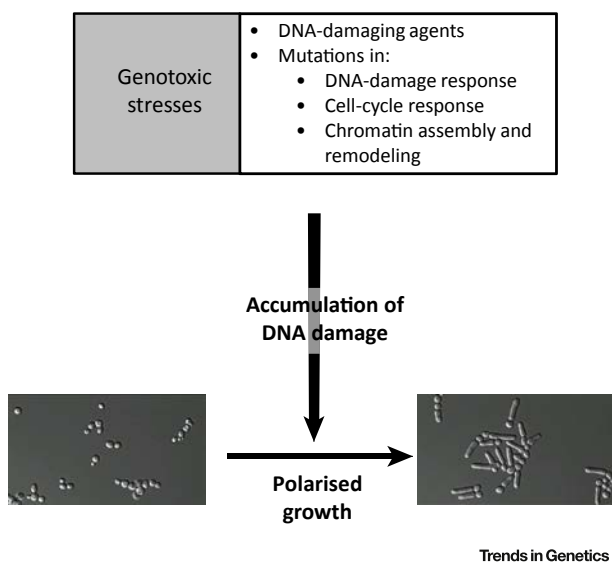 Genotoxic
stresses
• DNA-damaging agents
• Mutations in:
• DNA-damage response
• Cell-cycle response
• Chromatin assembly and
remodeling
Accumulation of
DNA damage
Polarised
growth
Trends in Genetics